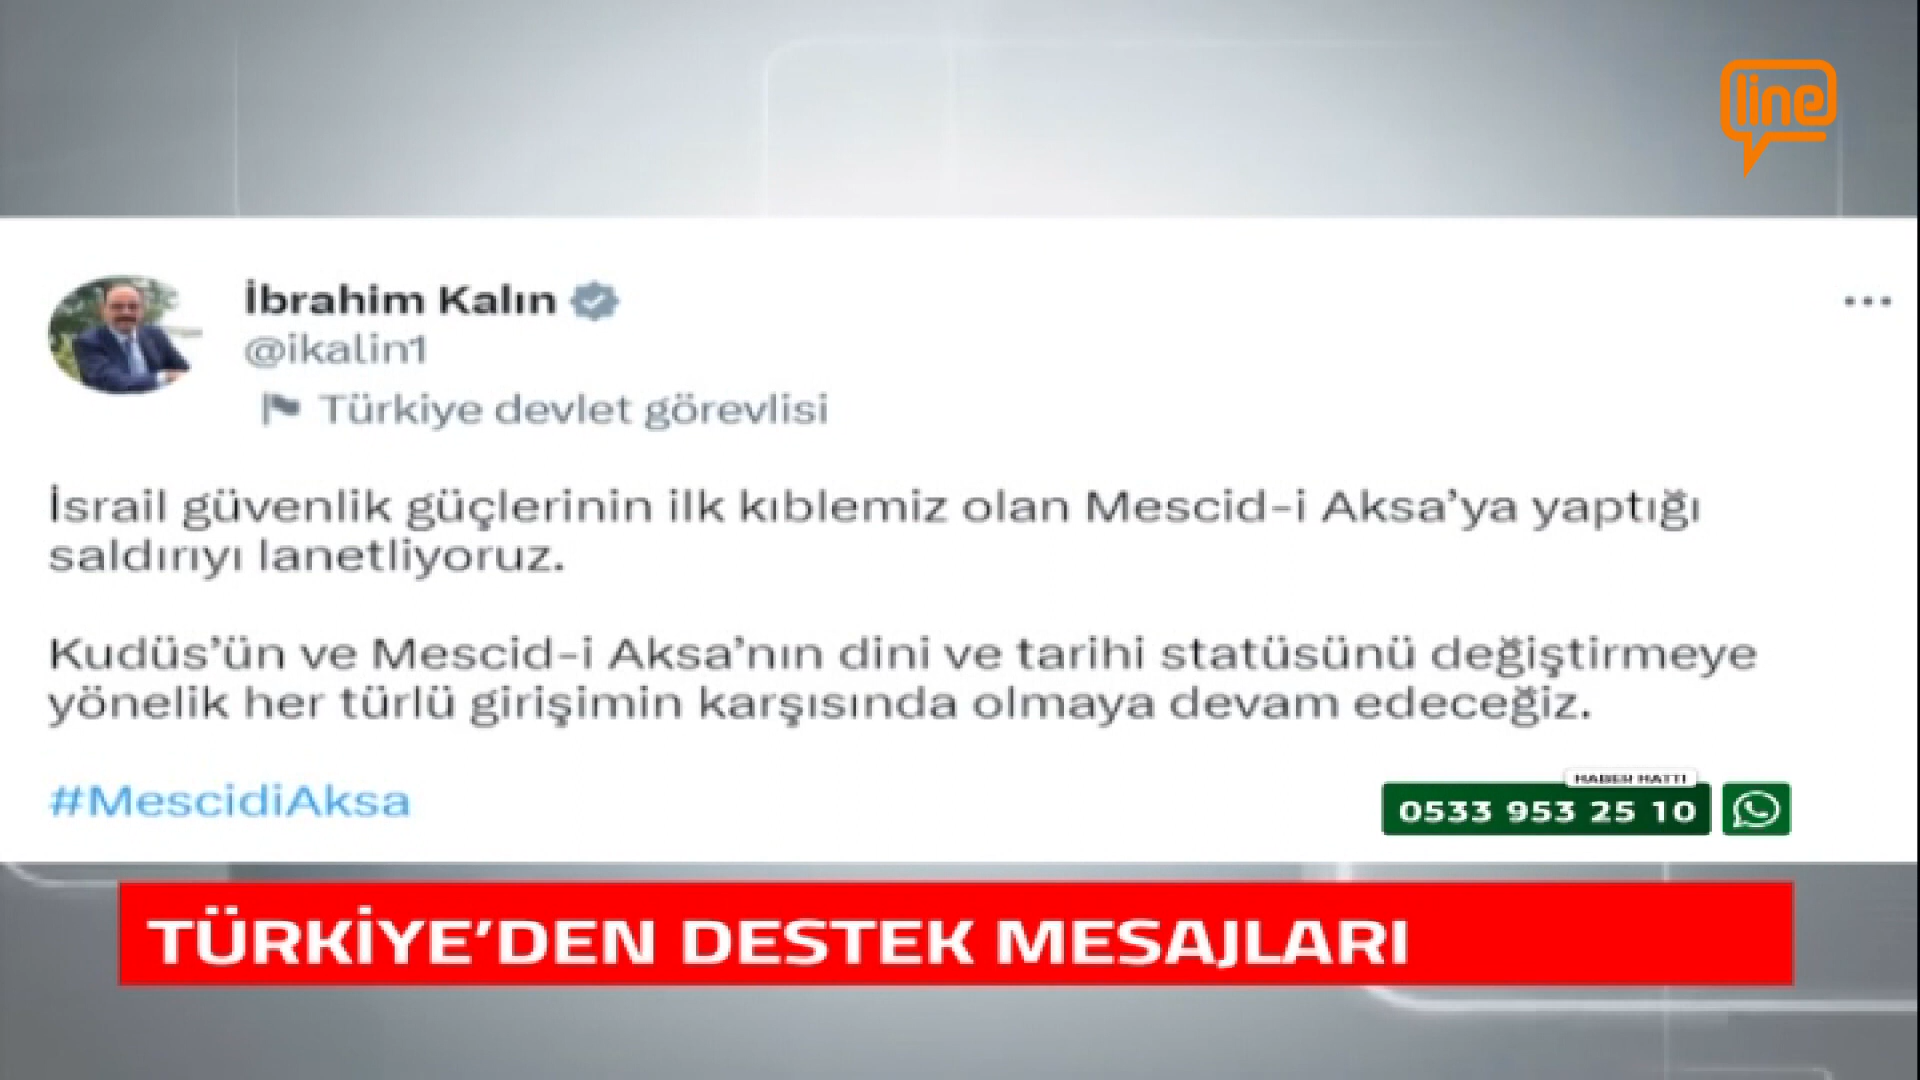 line
İbrahim Kalın
@ikalin1
Türkiye devlet görevlisi
İsrail güvenlik güçlerinin ilk kıblemiz olan Mescid-i Aksa’ya yaptığı
saldırıyı lanetliyoruz.
Kudüs’ün ve Mescid-i Aksa’nın dini ve tarihi statüsünü değiştirmeye
yönelik her türlü girişimin karşısında olmaya devam edeceğiz.
#MescidiAksa
HABER HATTI
0533 953 25 10
TÜRKİYE’DEN DESTEK MESAJLARI